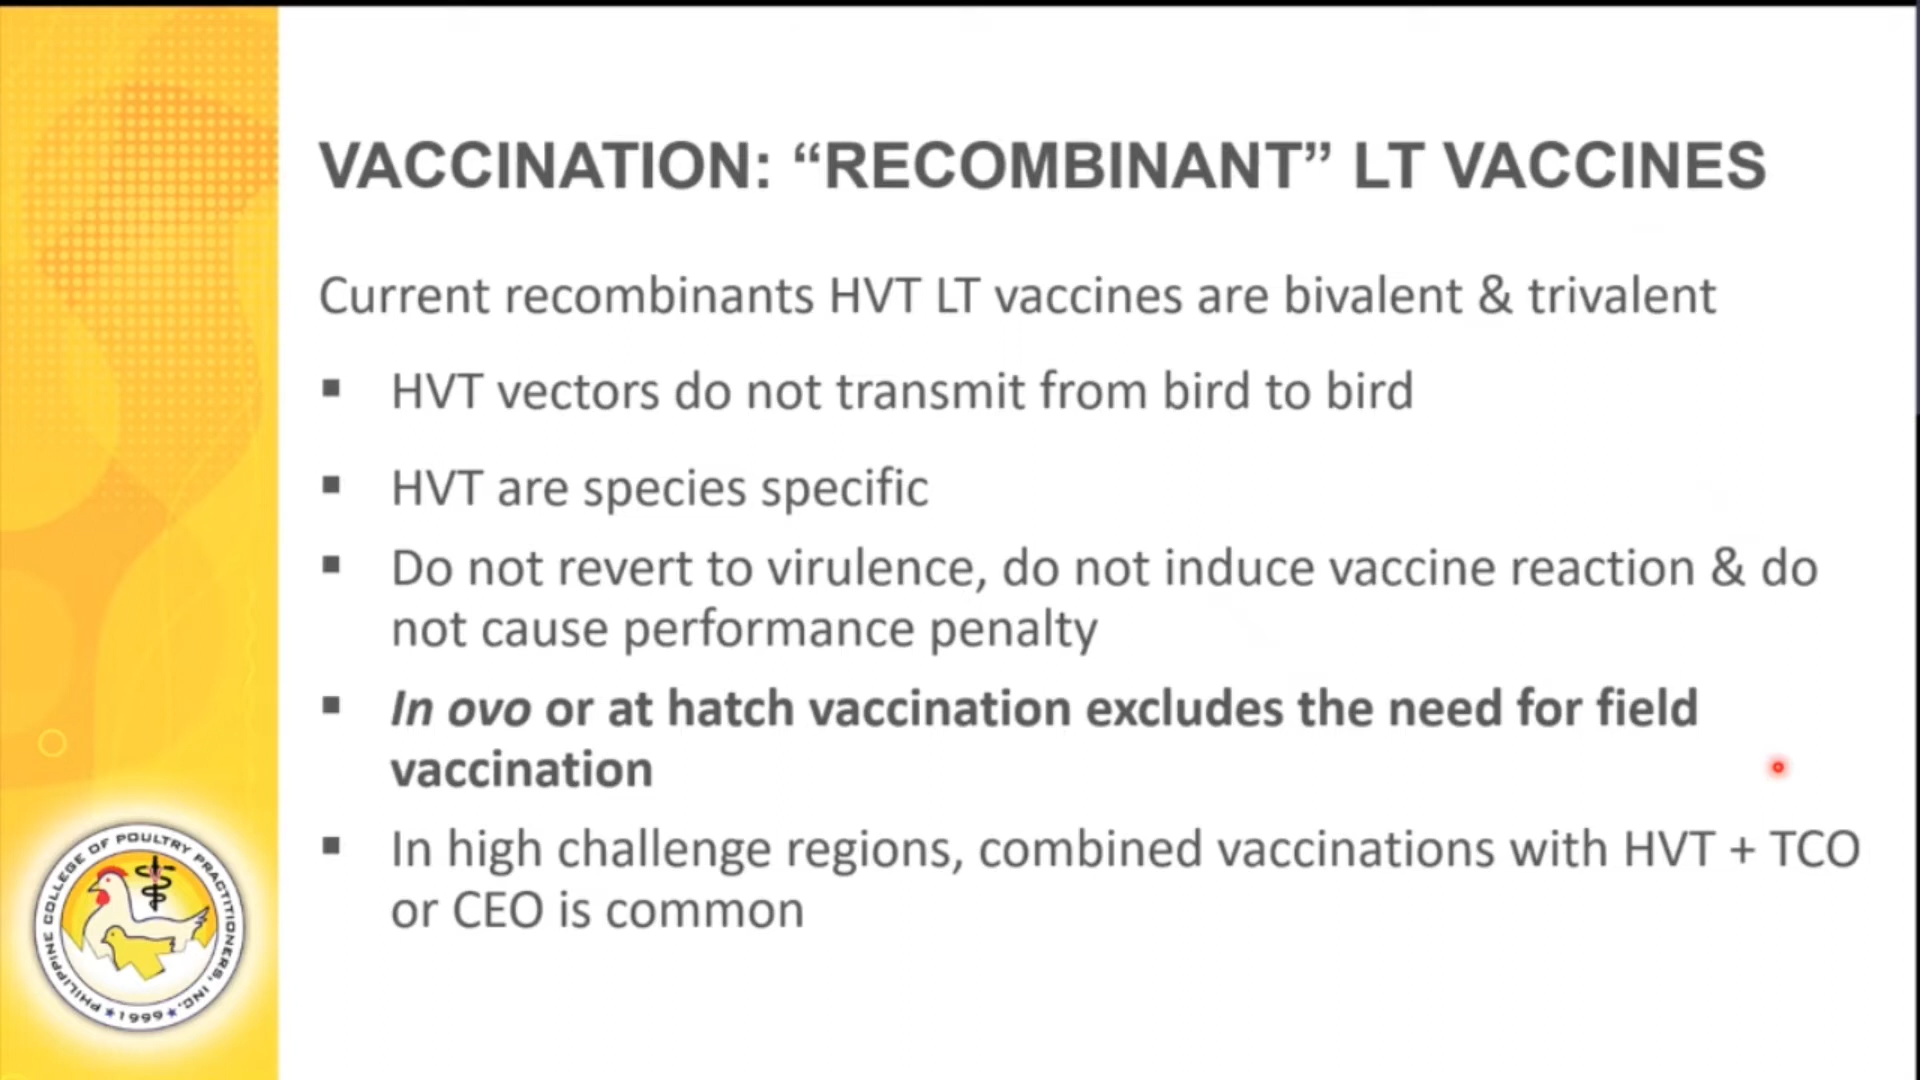 VACCINATION: “RECOMBINANT” LT VACCINES
Current recombinants HVT LT vaccines are bivalent & trivalent
▪ HVT vectors do not transmit from bird to bird
▪ HVT are species specific
▪ Do not revert to virulence, do not induce vaccine reaction & do
not cause performance penalty
▪ In ovo or at hatch vaccination excludes the need for field
vaccination
▪ In high challenge regions, combined vaccinations with HVT + TCO
or CEO is common
PHILIPPINE COLLEGE OF POULTRY PRACTITIONERS, INC.
★1999★